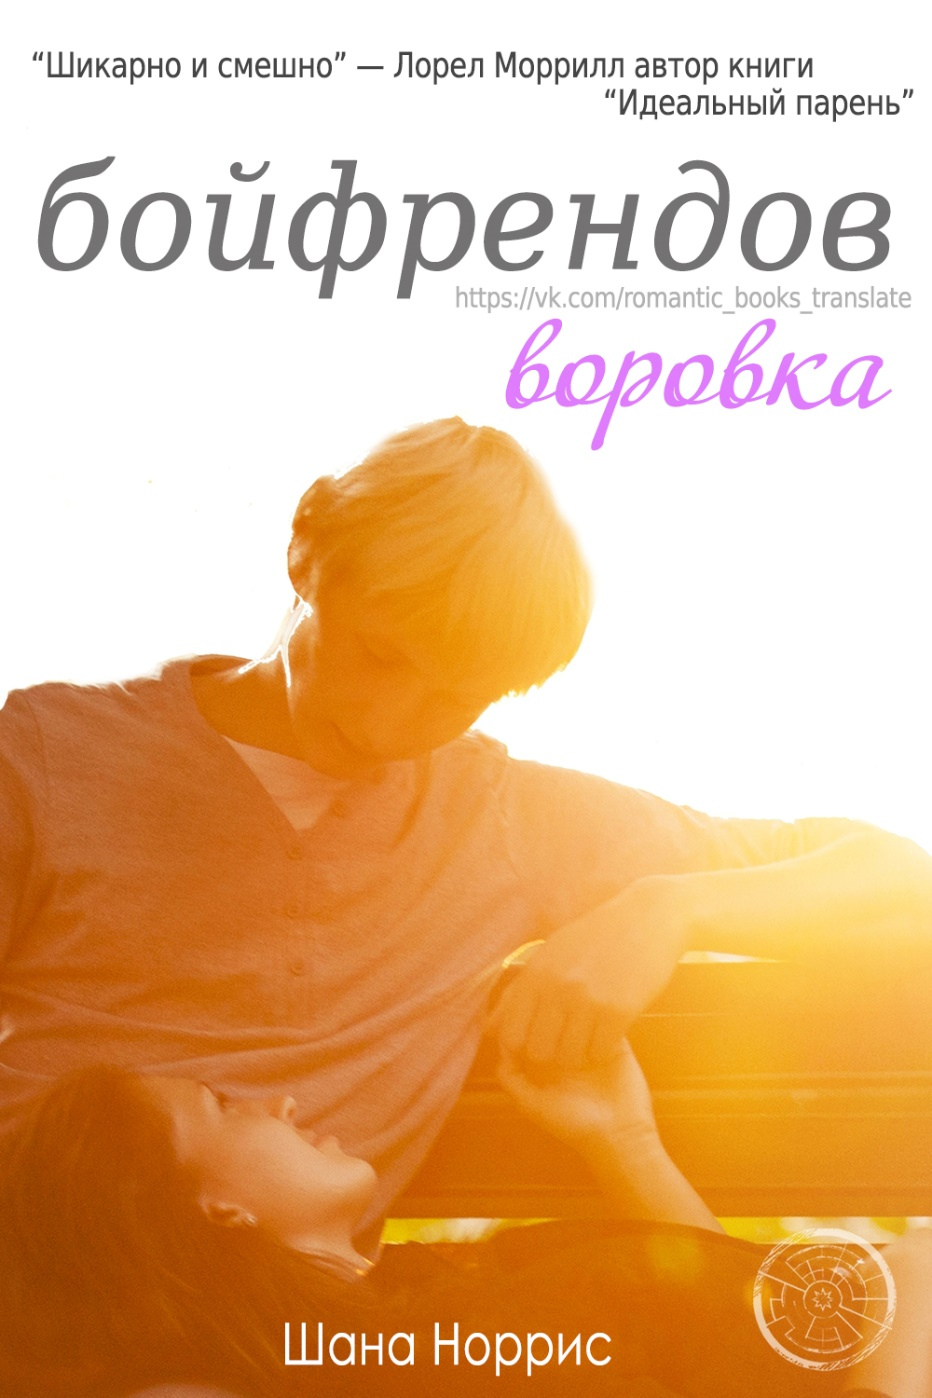 “Шикарно и смешно” — Лорел Моррилл автор книги
“Идеальный парень”
бойфрендов
https://vk.com/romantic_books_translate
воровка
Шана Норрис